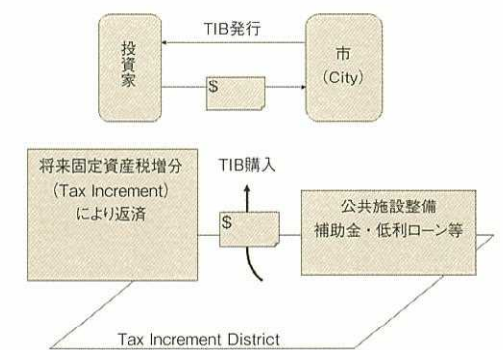 TIB発行
投資家
市
(City)
$
将来固定資産税増分
(Tax Increment)
により返済
TIB購入
$
公共施設整備
補助金・低利ローン等
Tax Increment District